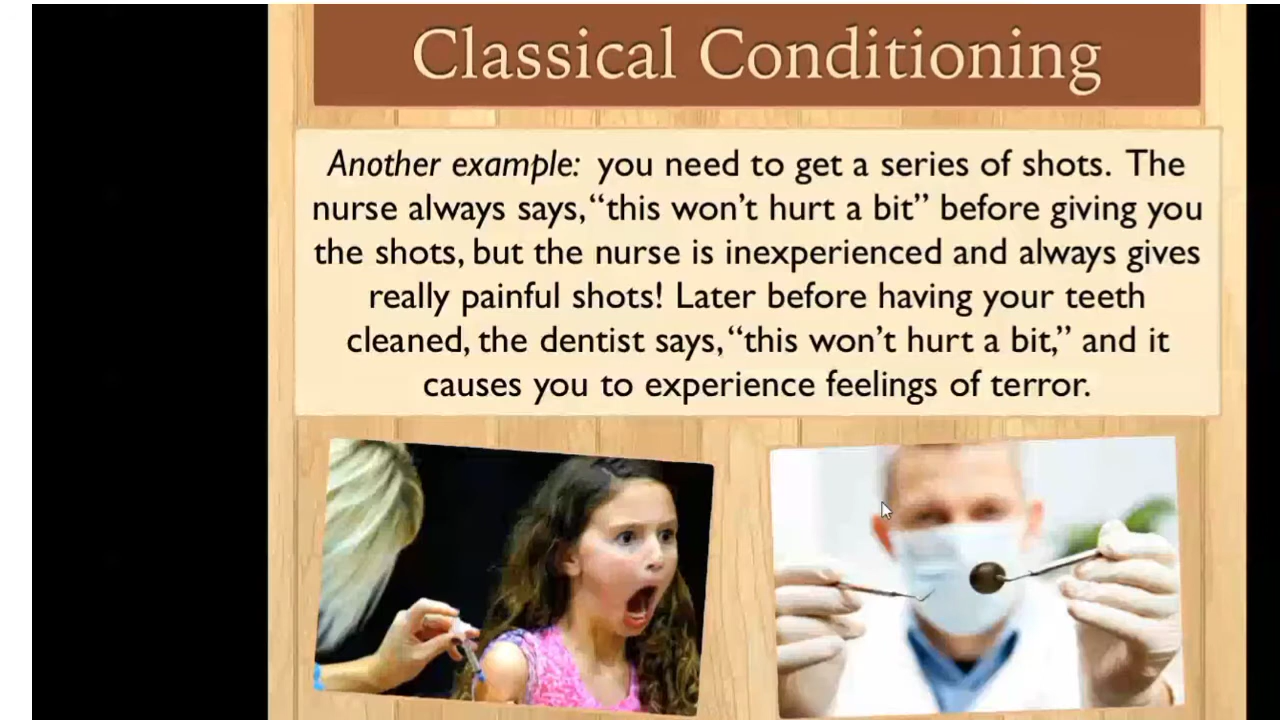 Classical Conditioning
Another example: you need to get a series of shots. The
nurse always says, “this won’t hurt a bit” before giving you
the shots, but the nurse is inexperienced and always gives
really painful shots! Later before having your teeth
cleaned, the dentist says, “this won’t hurt a bit,” and it
causes you to experience feelings of terror.